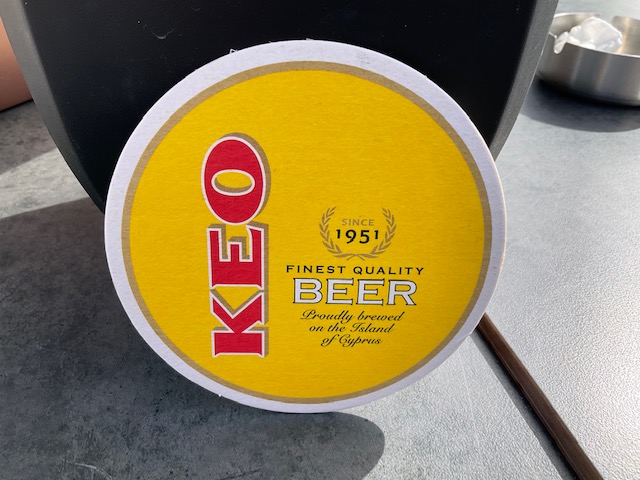 KEO
SINCE
1951
FINEST QUALITY
BEER
Proudly brewed
on the Island
of Cyprus